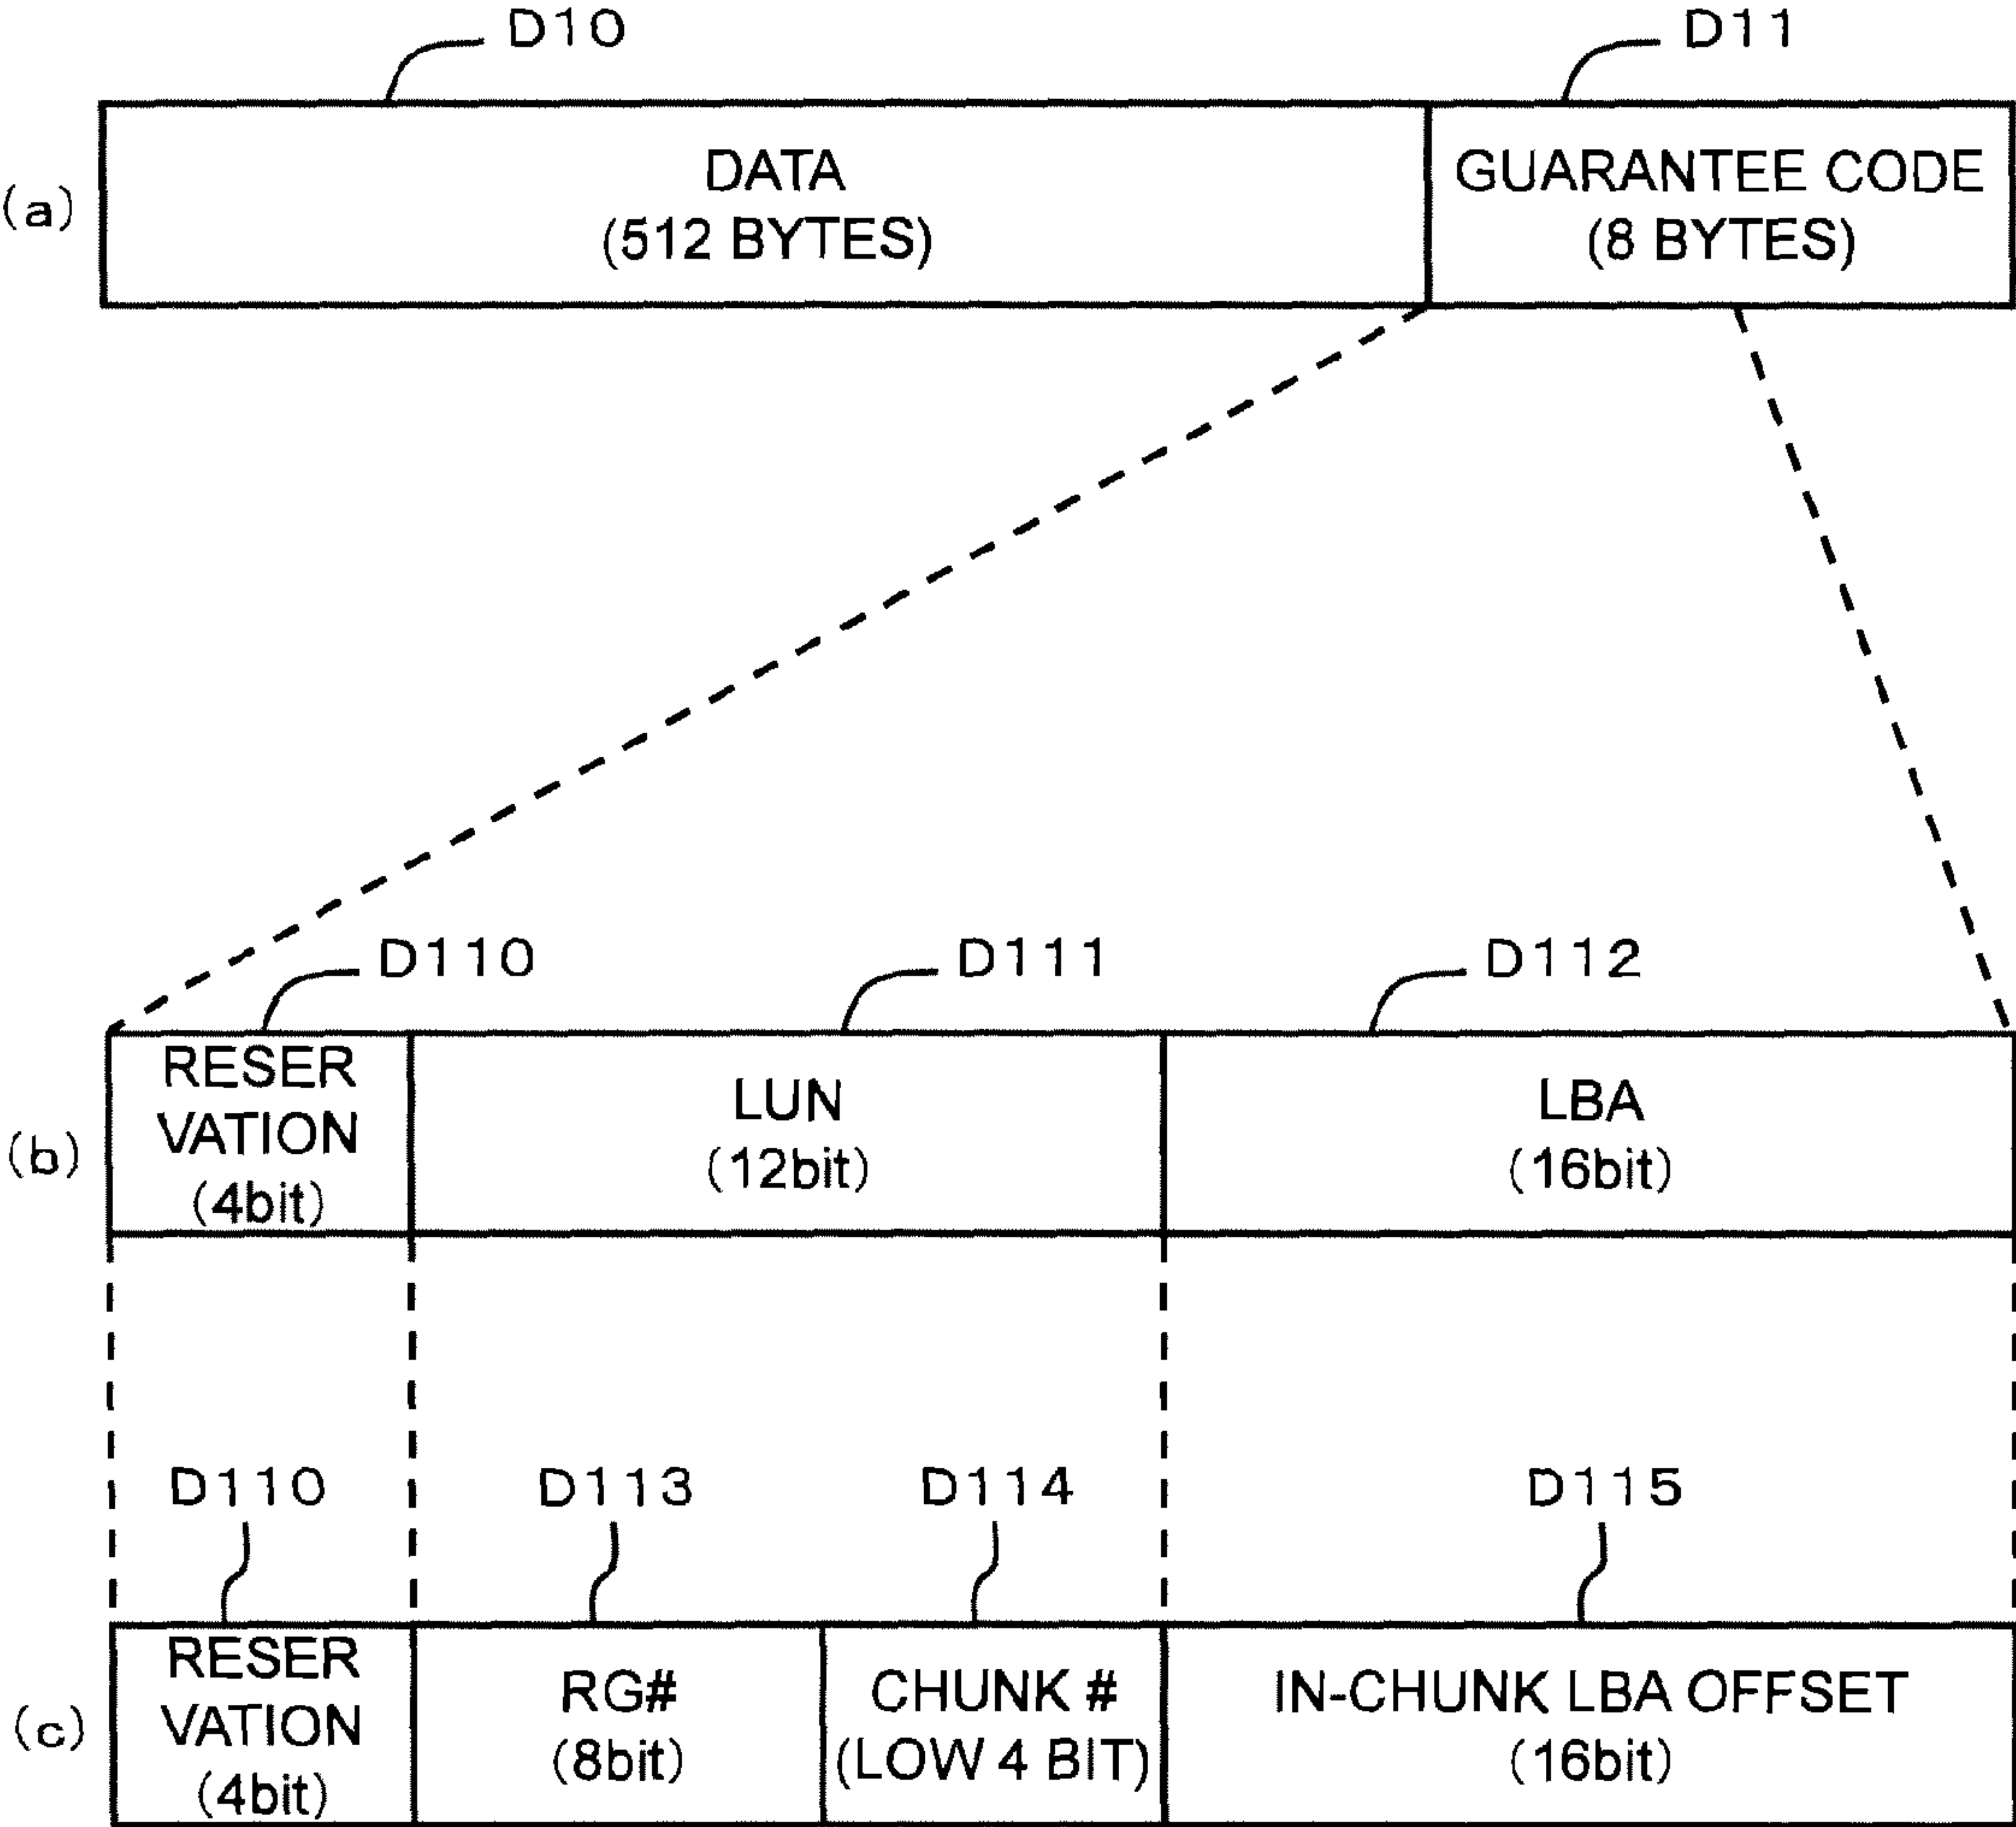 D10
D11
(a)
DATA
(512 BYTES)
GUARANTEE CODE
(8 BYTES)
D110
D111
D112
(b)
RESER
VATION
(4bit)
LUN
(12bit)
LBA
(16bit)
D110
D113
D114
D115
(c)
RESER
VATION
(4bit)
RG#
(8bit)
CHUNK #
(LOW 4 BIT)
IN-CHUNK LBA OFFSET
(16bit)